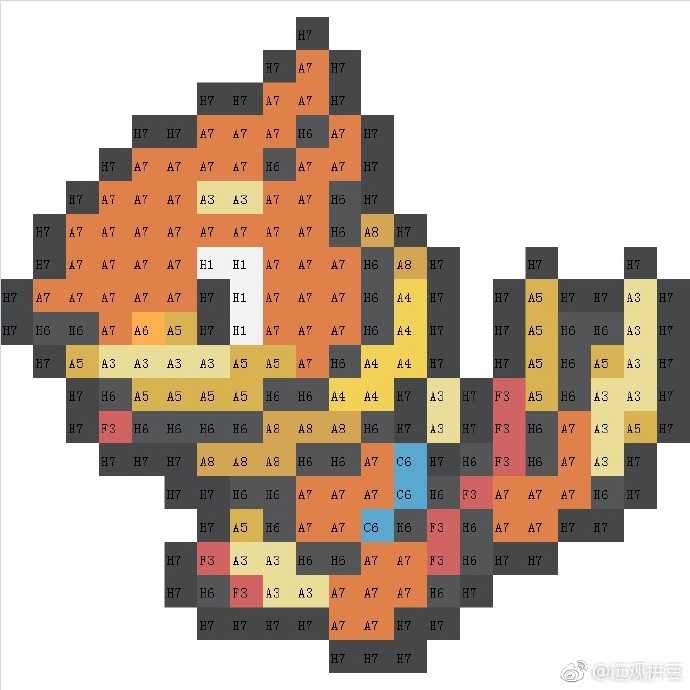 H7
H7 A7 H7
H7 H7 A7 A7 H7
H7 H7 A7 A7 A7 H6 A7 H7
H7 A7 A7 A7 A7 H6 A7 A7 H7
H7 A7 A7 A7 A3 A3 A7 A7 H6 H7
H7 A7 A7 A7 A7 A7 A7 A7 A7 H6 A8 H7
H7 A7 A7 A7 A7 H1 H1 A7 A7 A7 H6 A8 H7 H7 H7
H7 A7 A7 A7 A7 A7 H7 H1 A7 A7 A7 H6 A4 H7 H7 A5 H7 H7 A3 H7
H7 H6 H6 A7 A6 A5 H7 H1 A7 A7 A7 H6 A4 H7 H7 A5 H6 H6 A3 H7
H7 A5 A3 A3 A3 A3 A5 A5 A7 H6 A4 A4 H7 H7 A5 H6 A5 A3 H7
H7 H6 A5 A5 A5 A5 H6 H6 A4 A4 H7 A3 H7 F3 A5 H6 A3 A3 H7
H7 F3 H6 H6 H6 H6 A8 A8 A8 H6 H7 A3 H7 F3 H6 A7 A3 A5 H7
H7 H7 H7 A8 A8 A8 H6 H6 A7 C6 H7 H6 F3 H6 A7 A3 H7
H7 H7 H6 H6 A7 A7 A7 C6 H6 F3 A7 A7 A7 H6 H7
H7 A5 H6 A7 A7 C6 H6 F3 H6 A7 A7 H7 H7
H7 F3 A3 A3 H6 H6 A7 A7 F3 H6 H7 H7
H7 H6 F3 A3 A3 A7 A7 A7 H6 H7
H7 H7 H7 H7 A7 A7 H7 H7
H7 H7 H7
@远观拼豆